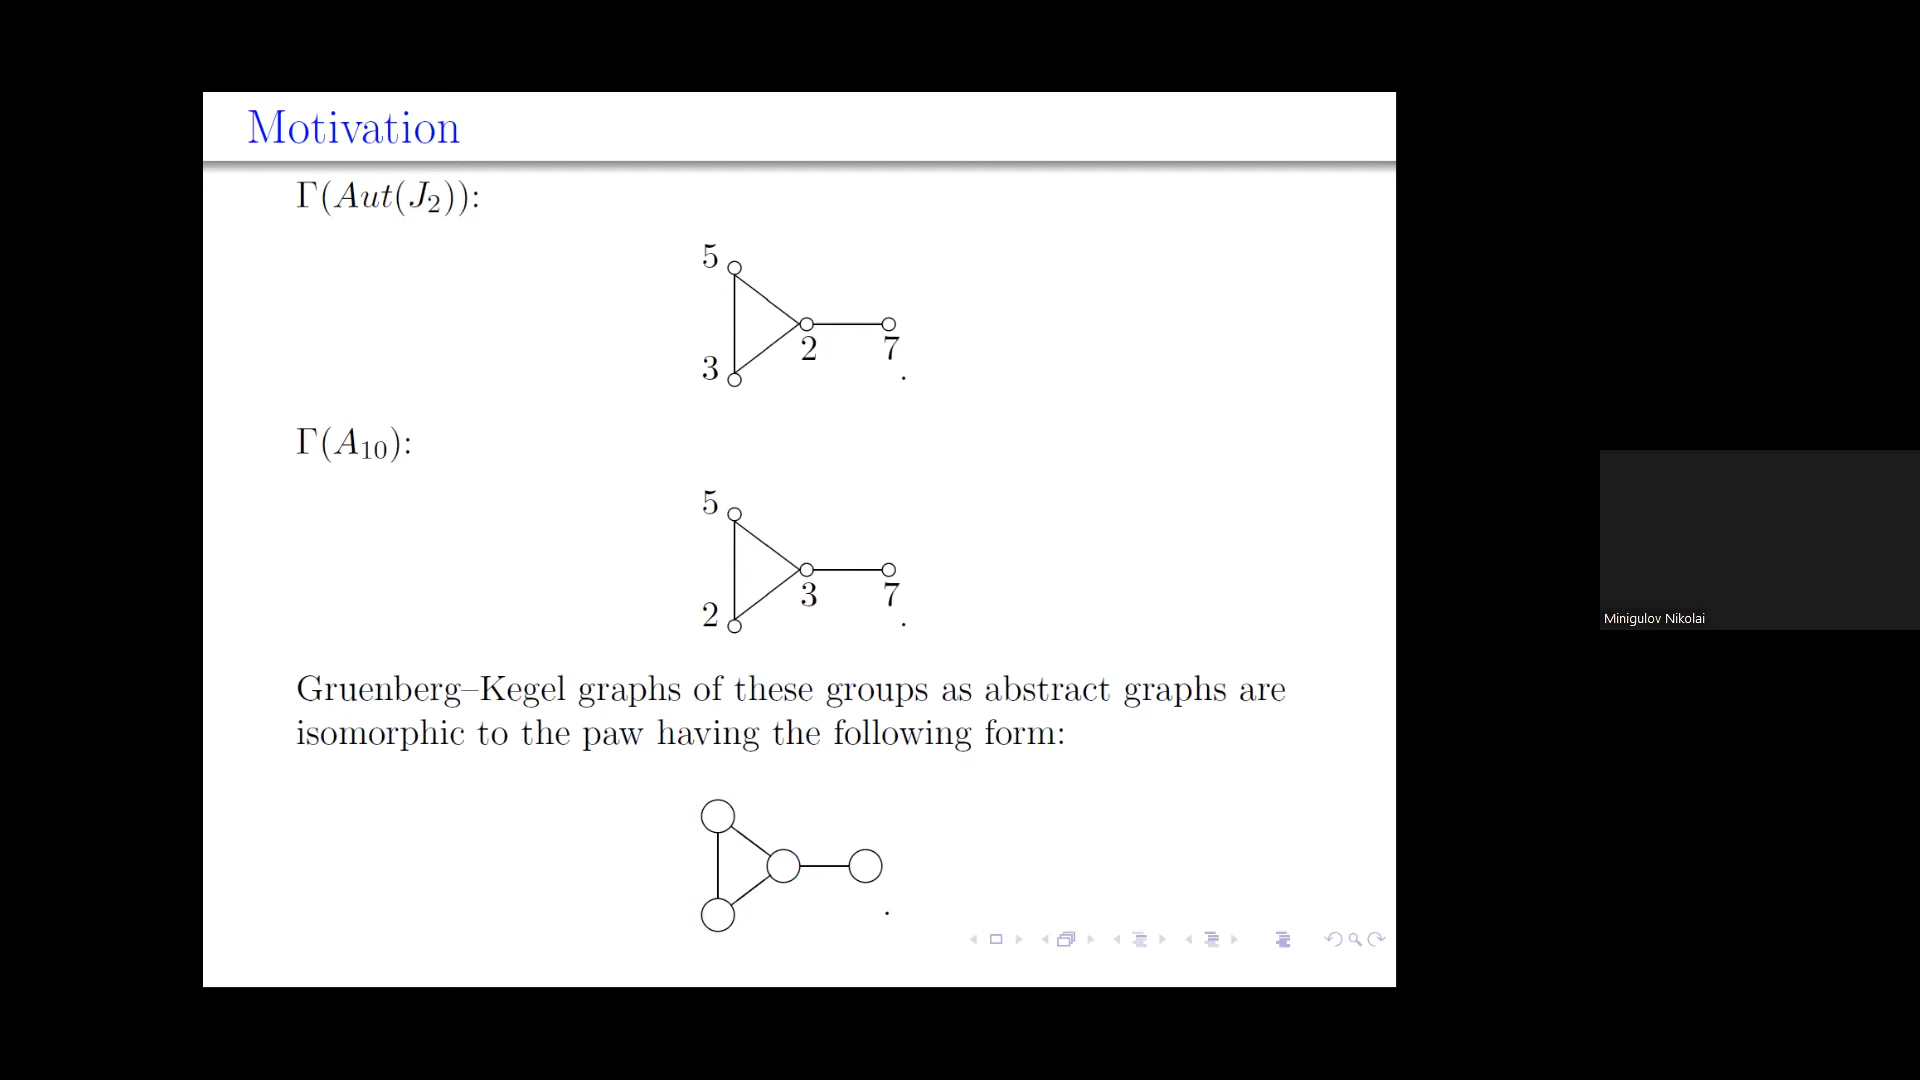 Motivation
Γ(Aut(J₂)):
5
3
2
7
.
Γ(A₁₀):
5
2
3
7
.
Gruenberg–Kegel graphs of these groups as abstract graphs are
isomorphic to the paw having the following form:
.
Minigulov Nikolai